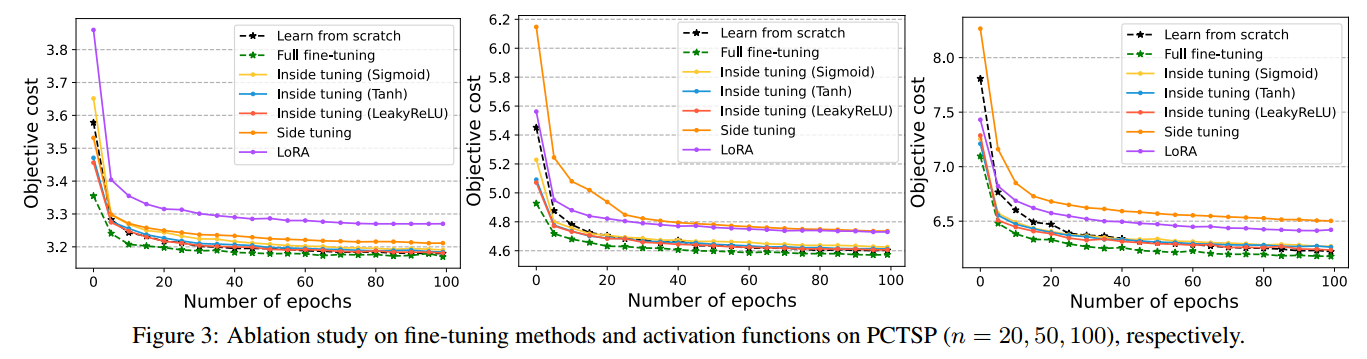 3.8
3.7
3.6
3.5
3.4
3.3
3.2
Objective cost
0 20 40 60 80 100
Number of epochs
Learn from scratch
Full fine-tuning
Inside tuning (Sigmoid)
Inside tuning (Tanh)
Inside tuning (LeakyReLU)
Side tuning
LoRA
6.2
6.0
5.8
5.6
5.4
5.2
5.0
4.8
4.6
Objective cost
0 20 40 60 80 100
Number of epochs
Learn from scratch
Full fine-tuning
Inside tuning (Sigmoid)
Inside tuning (Tanh)
Inside tuning (LeakyReLU)
Side tuning
LoRA
8.0
7.5
7.0
6.5
Objective cost
0 20 40 60 80 100
Number of epochs
Learn from scratch
Full fine-tuning
Inside tuning (Sigmoid)
Inside tuning (Tanh)
Inside tuning (LeakyReLU)
Side tuning
LoRA
Figure 3: Ablation study on fine-tuning methods and activation functions on PCTSP (n = 20, 50, 100), respectively.